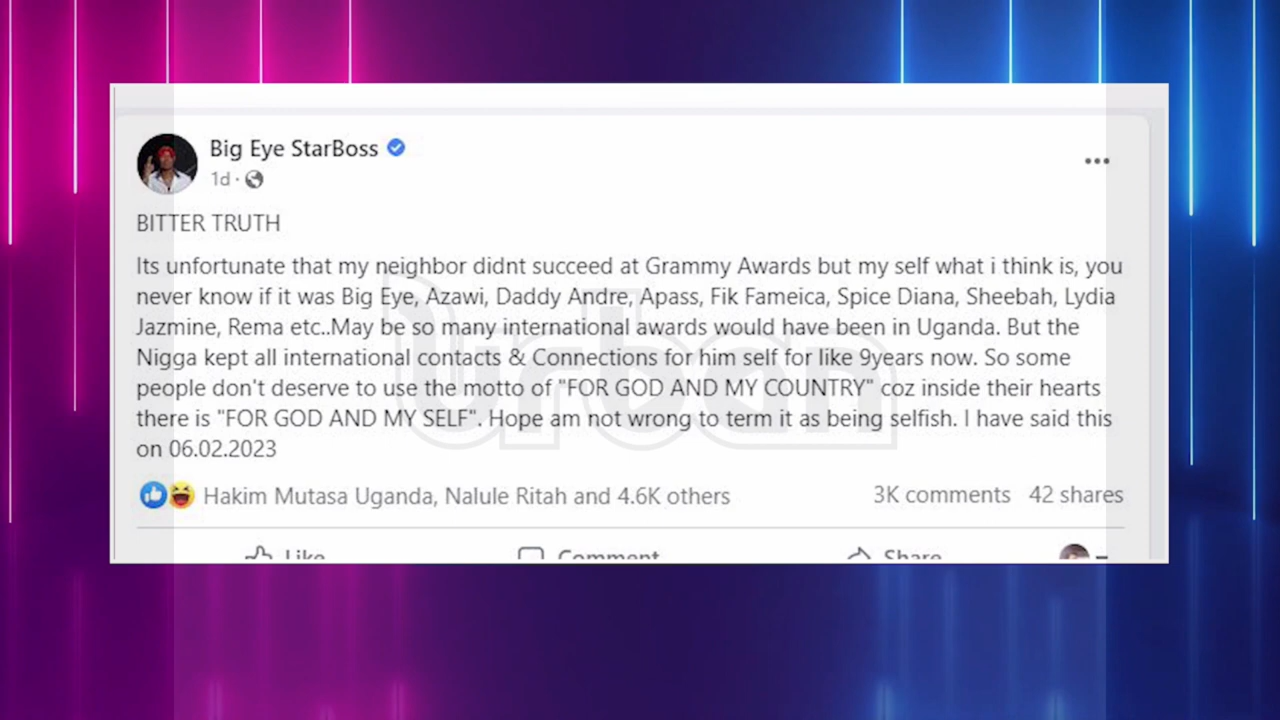 Big Eye StarBoss
1d ·
BITTER TRUTH
Its unfortunate that my neighbor didnt succeed at Grammy Awards but my self what i think is, you
never know if it was Big Eye, Azawi, Daddy Andre, Apass, Fik Fameica, Spice Diana, Sheebah, Lydia
Jazmine, Rema etc..May be so many international awards would have been in Uganda. But the
Nigga kept all international contacts & Connections for him self for like 9years now. So some
people don't deserve to use the motto of "FOR GOD AND MY COUNTRY" coz inside their hearts
there is "FOR GOD AND MY SELF". Hope am not wrong to term it as being selfish. I have said this
on 06.02.2023
Hakim Mutasa Uganda, Nalule Ritah and 4.6K others 3K comments 42 shares
Like Comment Share
urban